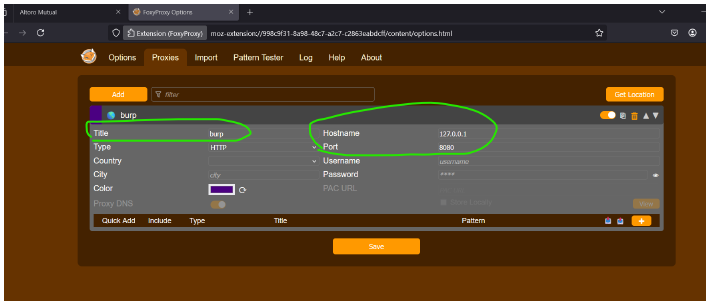 Altoro Mutual
FoxyProxy Options
Extension (FoxyProxy)
moz-extension://998c9f31-8a98-48c7-a2c7-c2863eabdcff/content/options.html
Options Proxies Import Pattern Tester Log Help About
Add
filter
Get Location
burp
Title burp Hostname 127.0.0.1
Type HTTP Port 8080
Country Username username
City city Password ****
Color PAC URL
Proxy DNS
Quick Add Include Type Title Pattern
Save